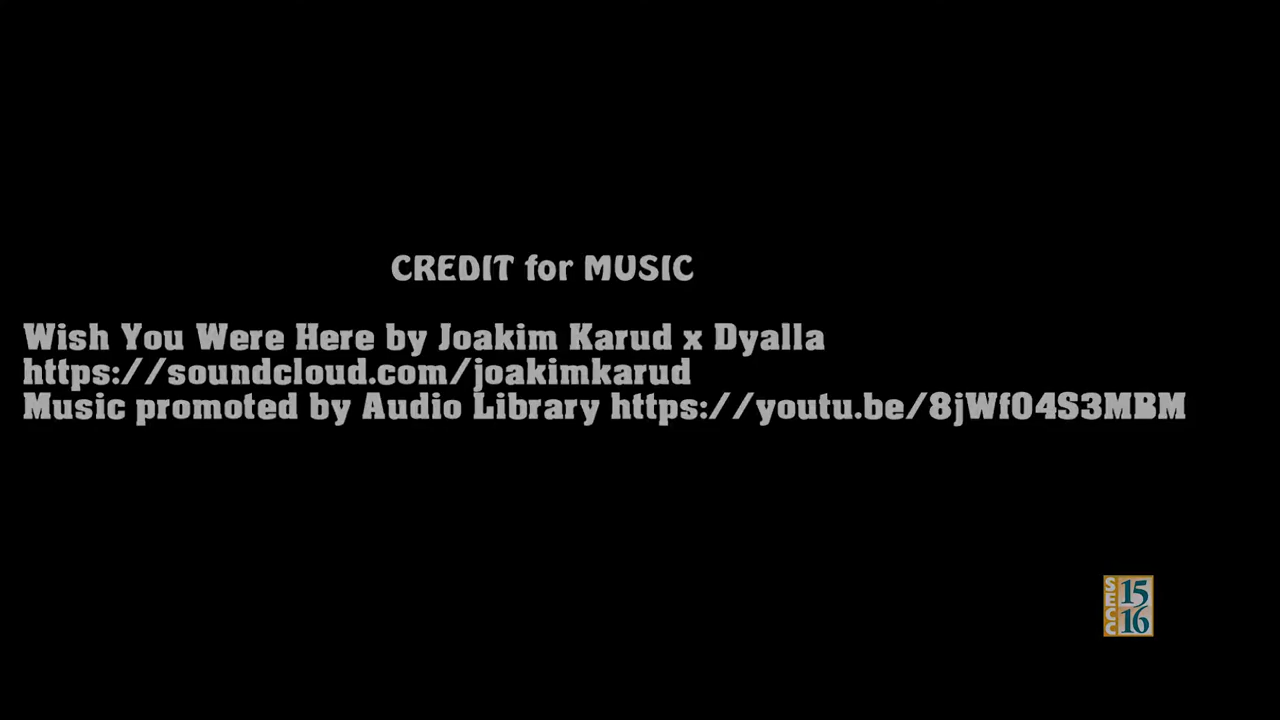 CREDIT for MUSIC
Wish You Were Here by Joakim Karud x Dyalla
https://soundcloud.com/joakimkarud
Music promoted by Audio Library https://youtu.be/8jWf04S3MBM
SECC
15
16